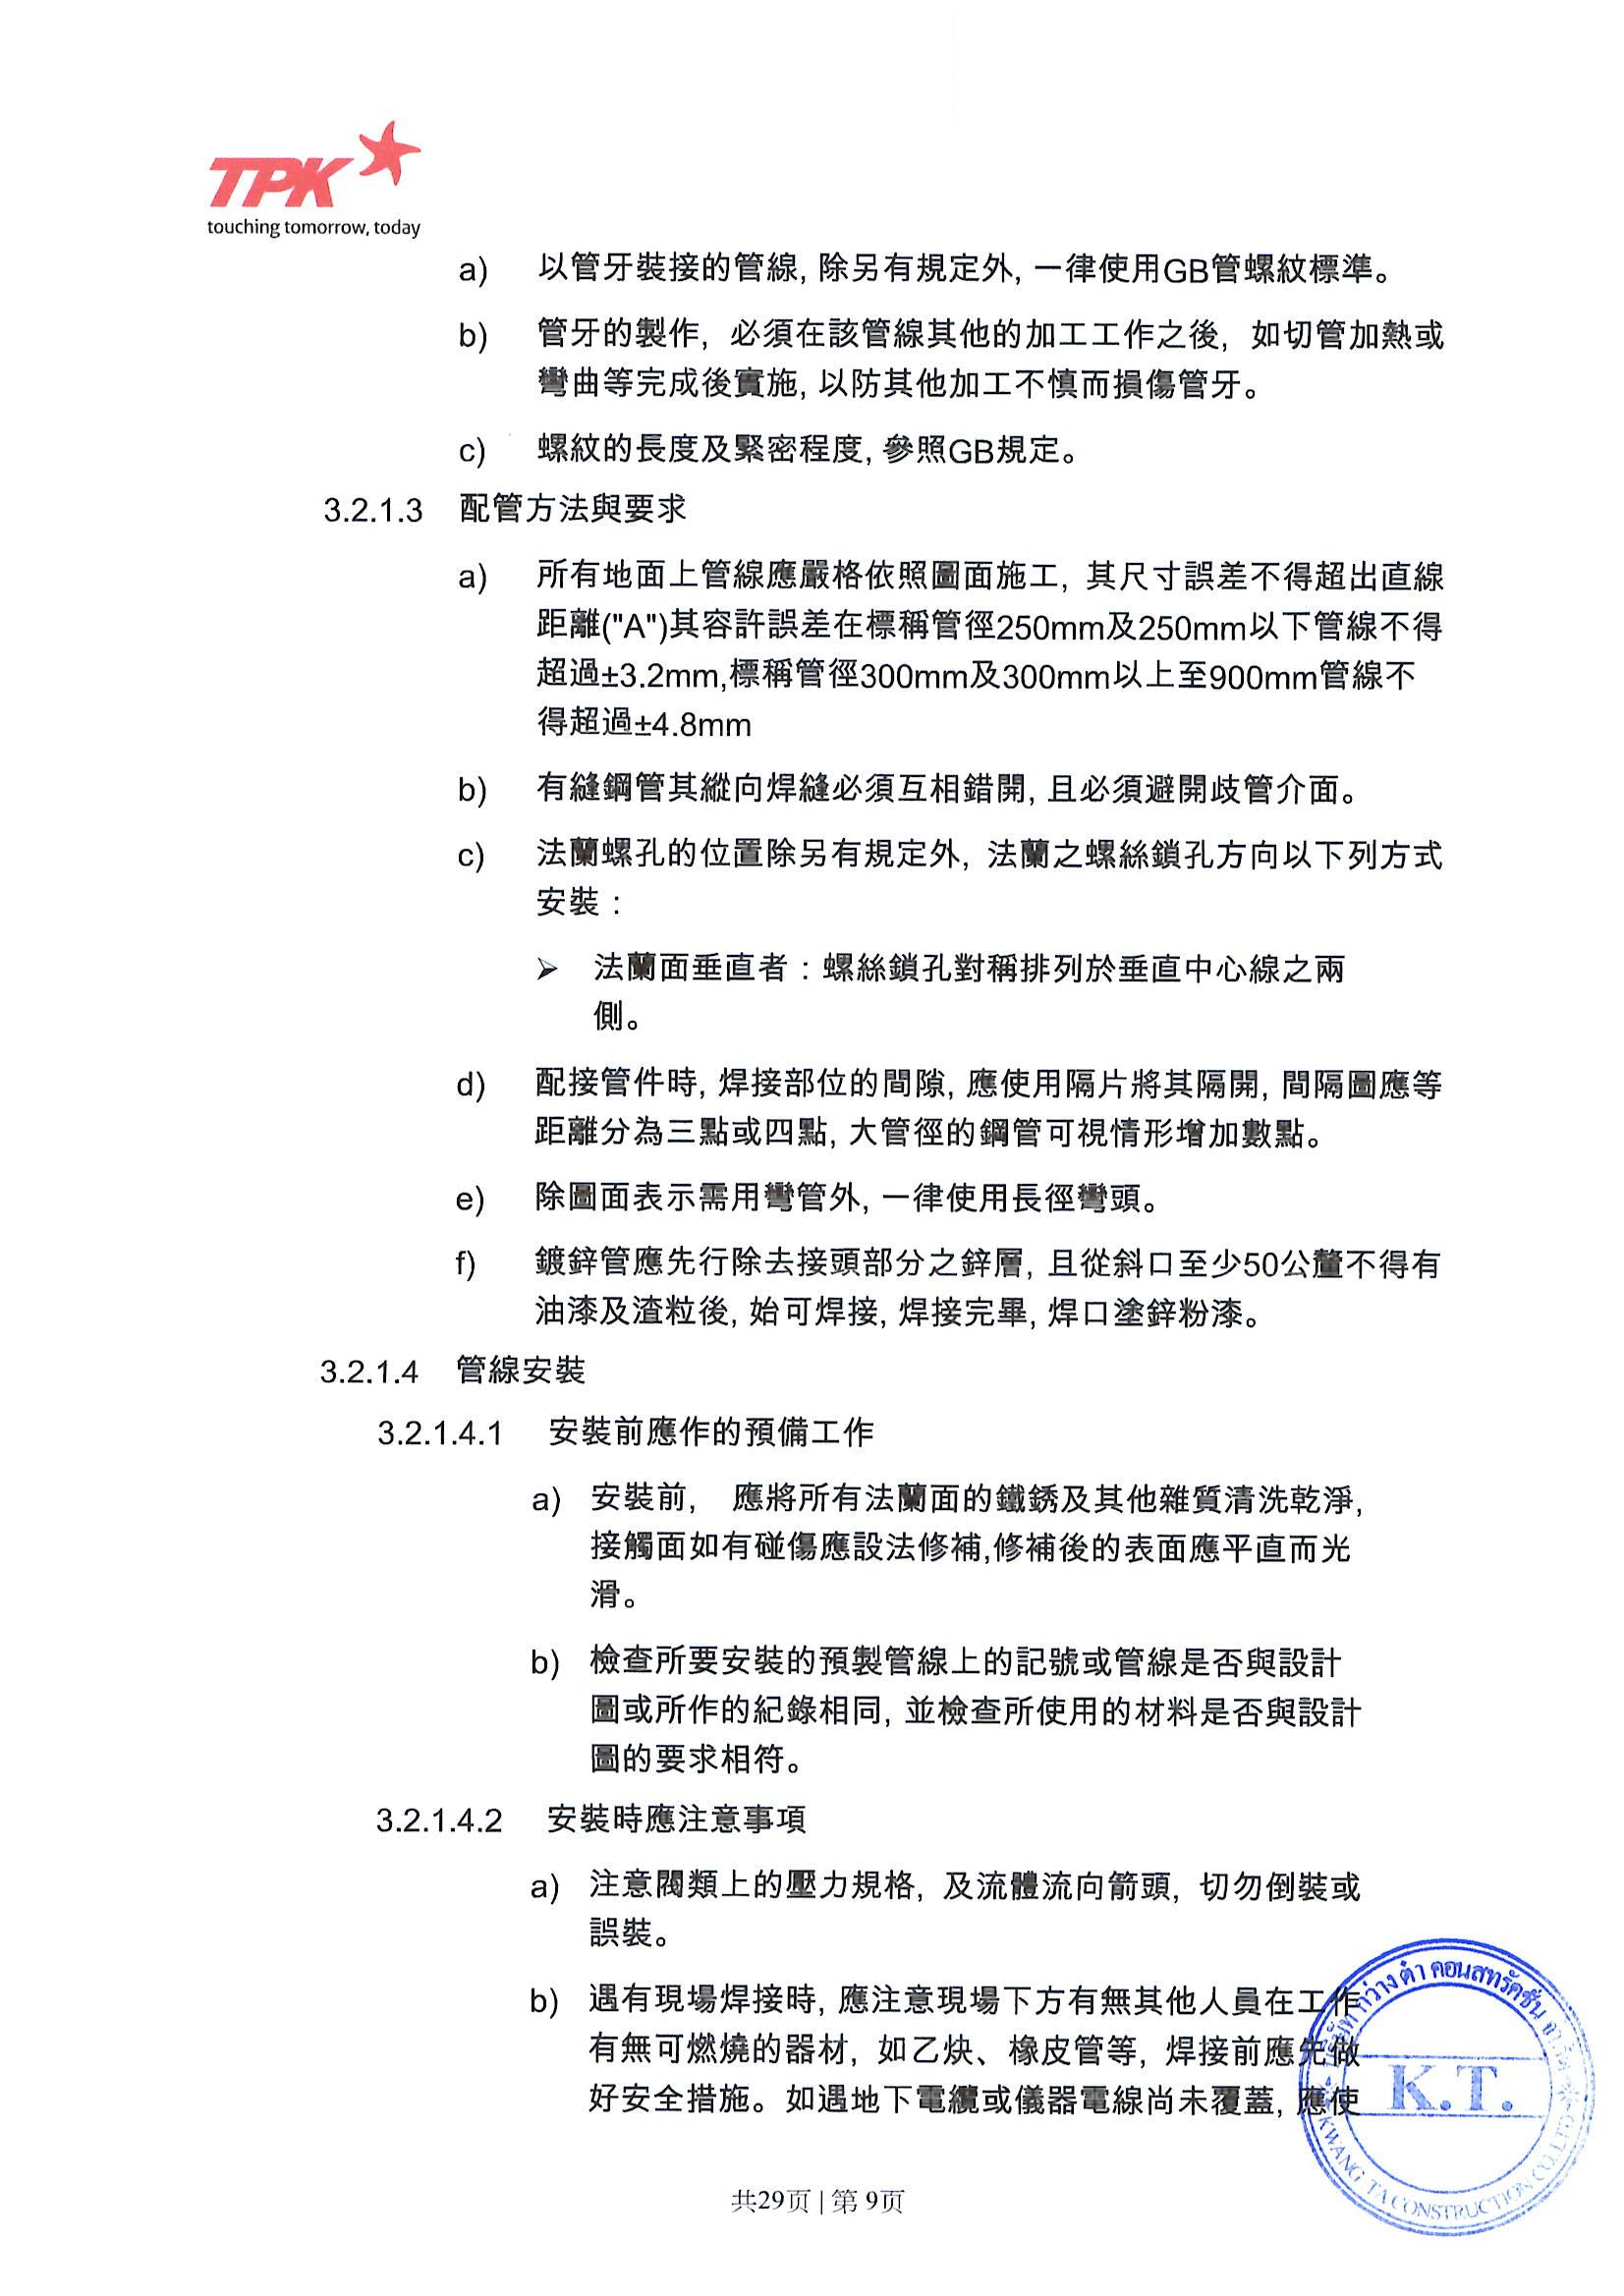 TPK
touching tomorrow, today
a) 以管牙裝接的管線, 除另有規定外, 一律使用GB管螺紋標準。
b) 管牙的製作, 必須在該管線其他的加工工作之後, 如切管加熱或
彎曲等完成後實施, 以防其他加工不慎而損傷管牙。
c) 螺紋的長度及緊密程度, 參照GB規定。
3.2.1.3 配管方法與要求
a) 所有地面上管線應嚴格依照圖面施工, 其尺寸誤差不得超出直線
距離("A")其容許誤差在標稱管徑250mm及250mm以下管線不得
超過±3.2mm,標稱管徑300mm及300mm以上至900mm管線不
得超過±4.8mm
b) 有縫鋼管其縱向焊縫必須互相錯開, 且必須避開歧管介面。
c) 法蘭螺孔的位置除另有規定外, 法蘭之螺絲鎖孔方向以下列方式
安裝:
➢ 法蘭面垂直者:螺絲鎖孔對稱排列於垂直中心線之兩
側。
d) 配接管件時, 焊接部位的間隙, 應使用隔片將其隔開, 間隔圖應等
距離分為三點或四點, 大管徑的鋼管可視情形增加數點。
e) 除圖面表示需用彎管外, 一律使用長徑彎頭。
f) 鍍鋅管應先行除去接頭部分之鋅層, 且從斜口至少50公釐不得有
油漆及渣粒後, 始可焊接, 焊接完畢, 焊口塗鋅粉漆。
3.2.1.4 管線安裝
3.2.1.4.1 安裝前應作的預備工作
a) 安裝前, 應將所有法蘭面的鐵銹及其他雜質清洗乾淨,
接觸面如有碰傷應設法修補,修補後的表面應平直而光
滑。
b) 檢查所要安裝的預製管線上的記號或管線是否與設計
圖或所作的紀錄相同, 並檢查所使用的材料是否與設計
圖的要求相符。
3.2.1.4.2 安裝時應注意事項
a) 注意閥類上的壓力規格, 及流體流向箭頭, 切勿倒裝或
誤裝。
b) 遇有現場焊接時, 應注意現場下方有無其他人員在工作
有無可燃燒的器材, 如乙炔、橡皮管等, 焊接前應先做
好安全措施。如遇地下電纜或儀器電線尚未覆蓋, 應使
บริษัท กว่าง ต๋า คอนสทรัคชั่น จำกัด
K.T.
KWANG TA CONSTRUCTION CO.,LTD
共29页 | 第 9页